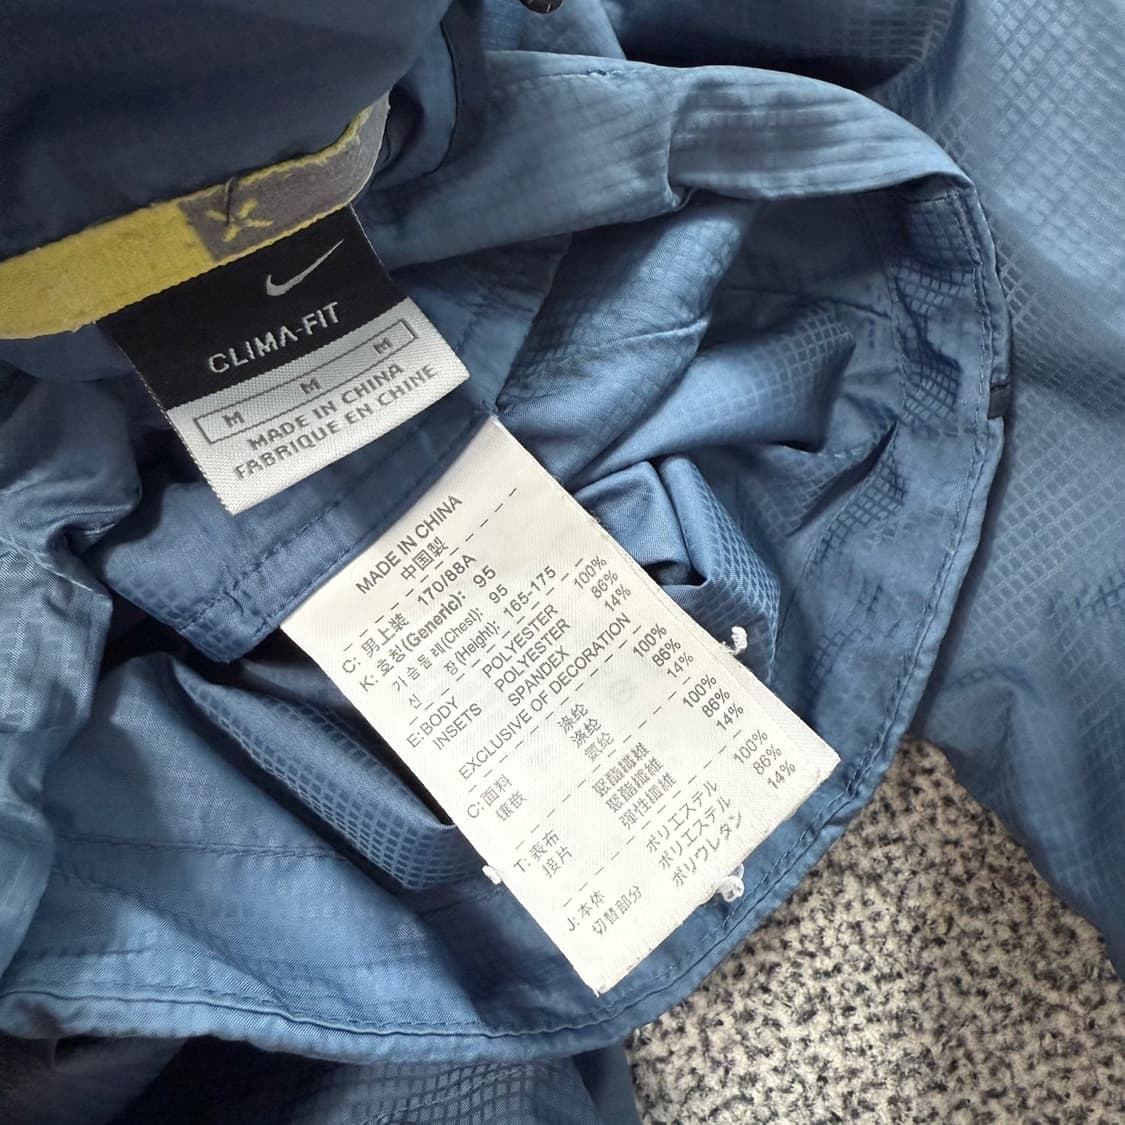 CLIMA-FIT
M M M
MADE IN CHINA
FABRIQUE EN CHINE
MADE IN CHINA
中国製
C: 男上装 170/88A
K: 호칭(Generic): 95
가슴둘레(Chest): 95
신 장(Height): 165-175
E:BODY POLYESTER 100%
INSETS POLYESTER 86%
SPANDEX 14%
EXCLUSIVE OF DECORATION
C: 面料 涤纶 100%
镶嵌 涤纶 86%
氨纶 14%
T: 表布 聚酯纖維 100%
接片 聚酯纖維 86%
彈性纖維 14%
J: 本体 ポリエステル 100%
切替部分 ポリエステル 86%
ポリウレタン 14%